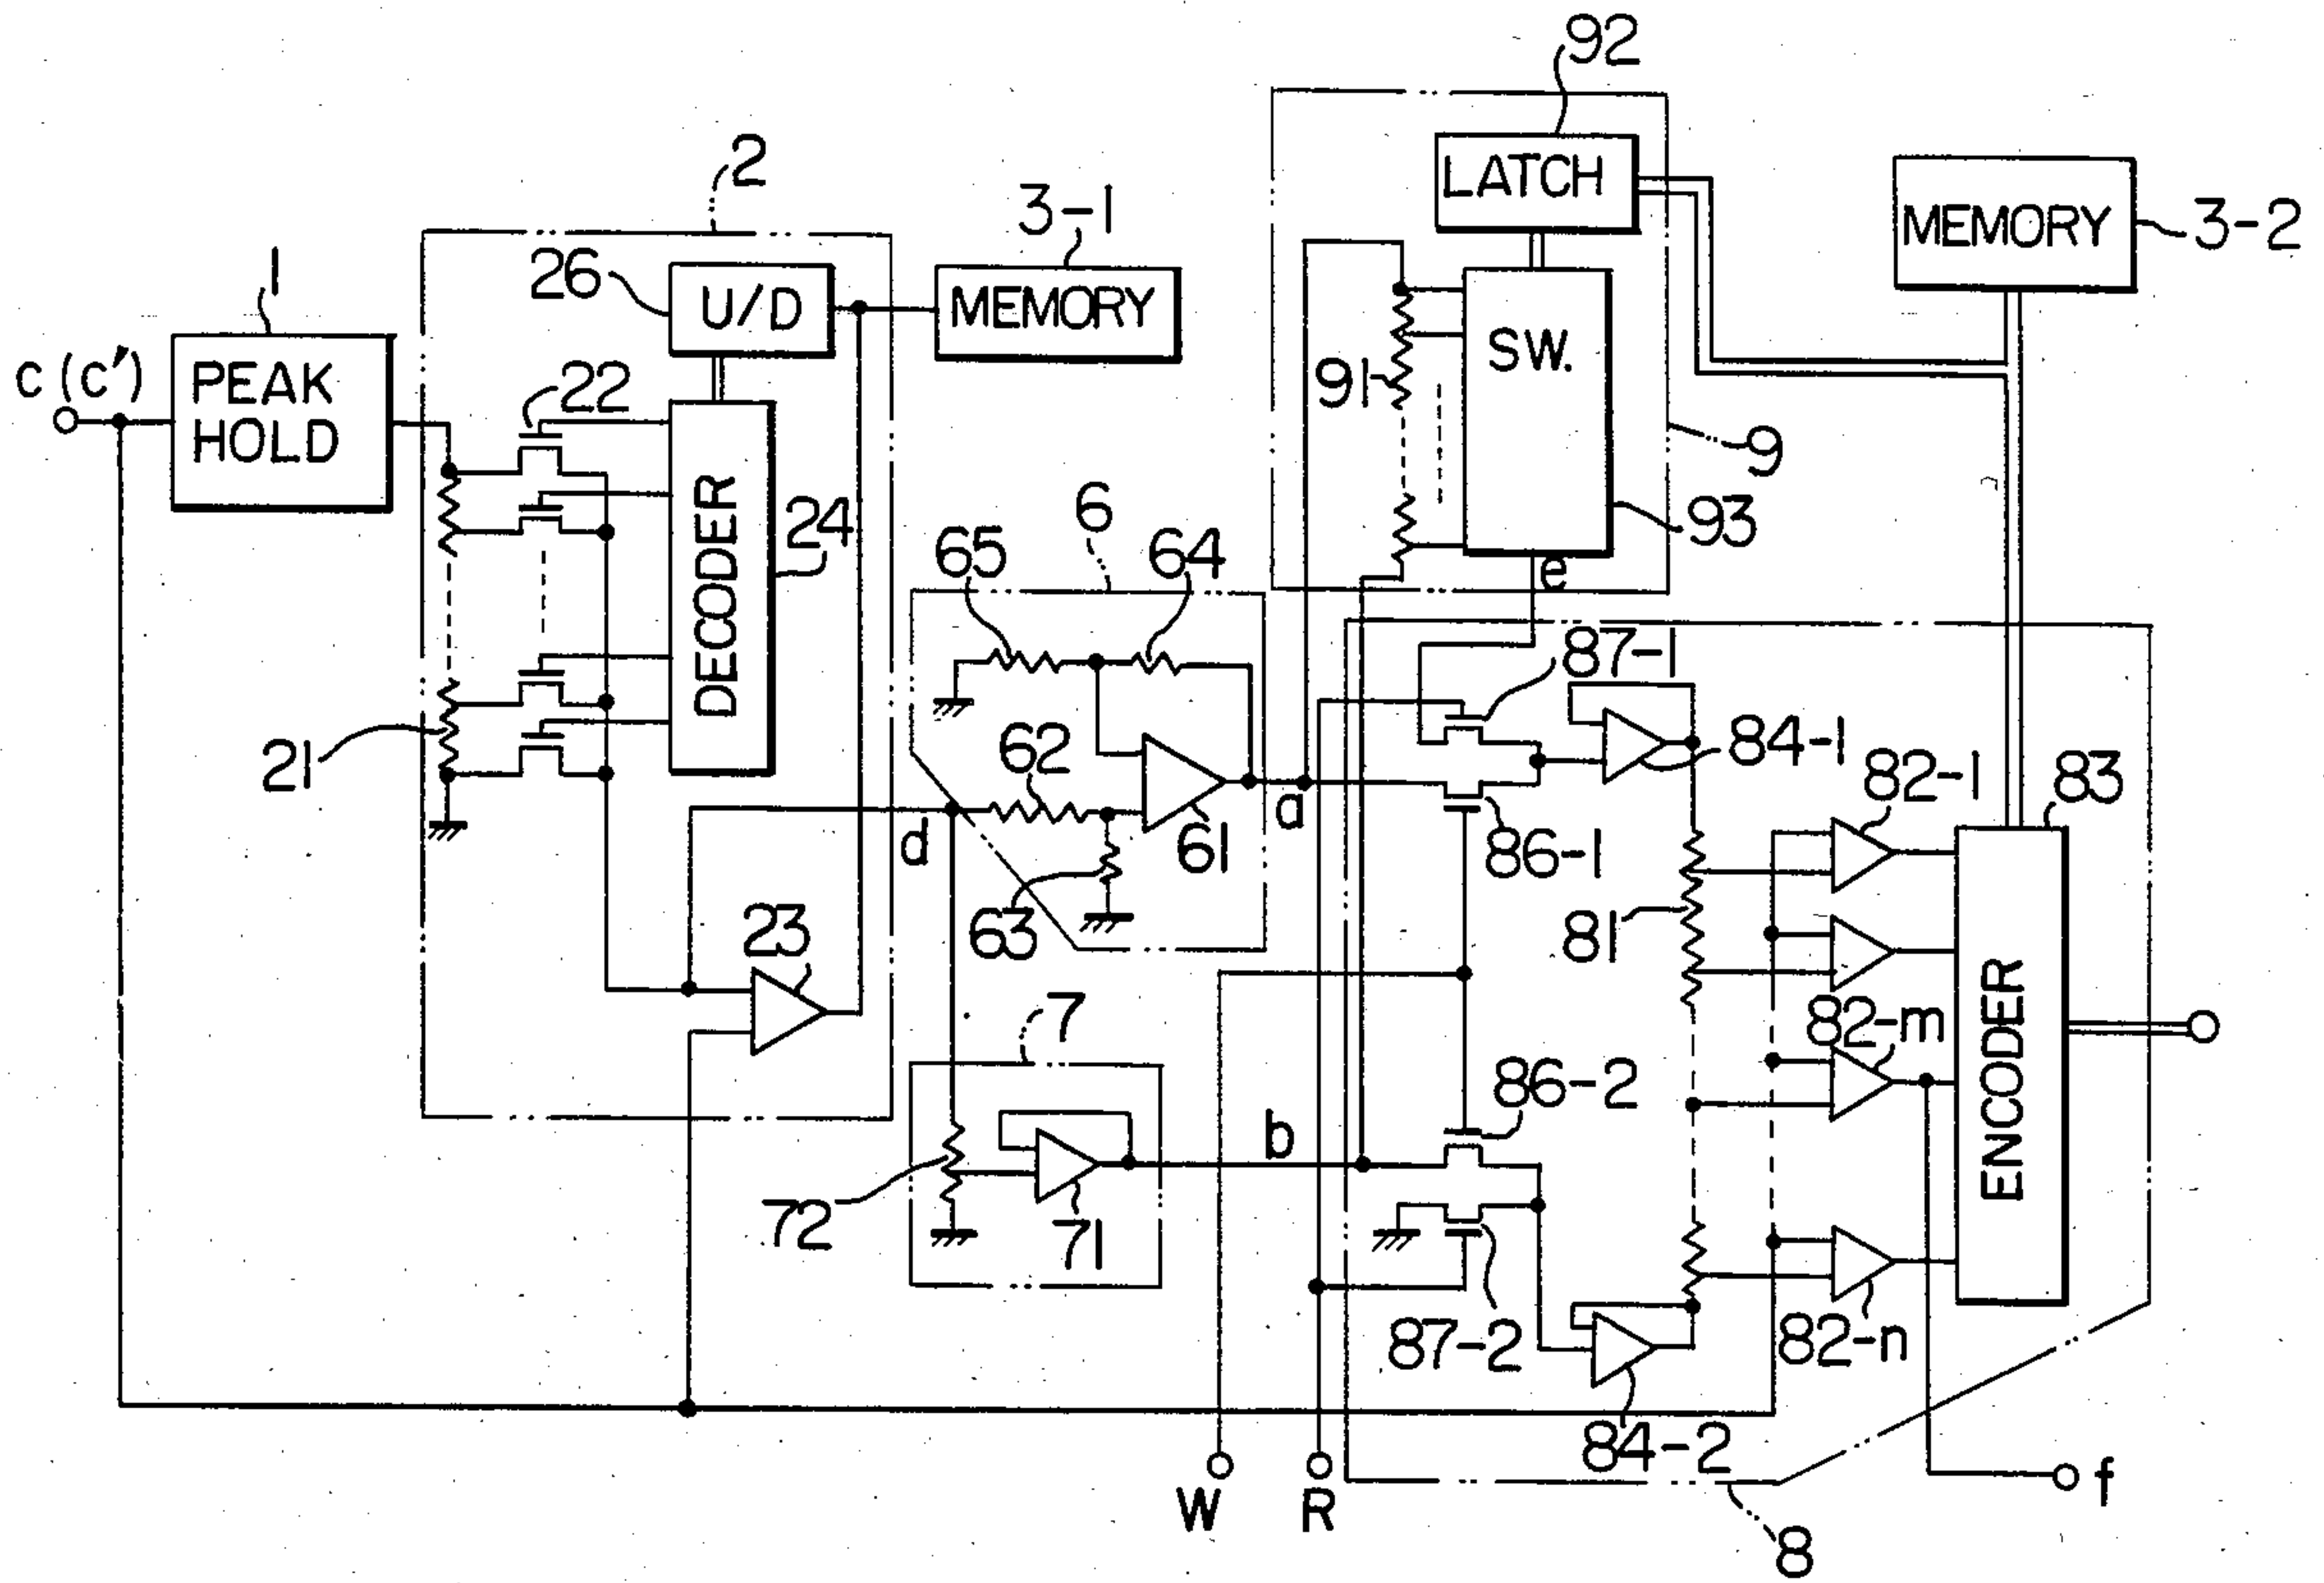 92
LATCH
2
3-1
MEMORY
3-2
1
26
U/D
MEMORY
SW.
c (c')
PEAK
HOLD
22
91
9
DECODER
24
6
93
65
64
e
87-1
21
62
84-1
82-1
83
d
61
a
86-1
63
81
23
ENCODER
7
82-m
86-2
b
72
71
87-2
82-n
84-2
W
R
f
8